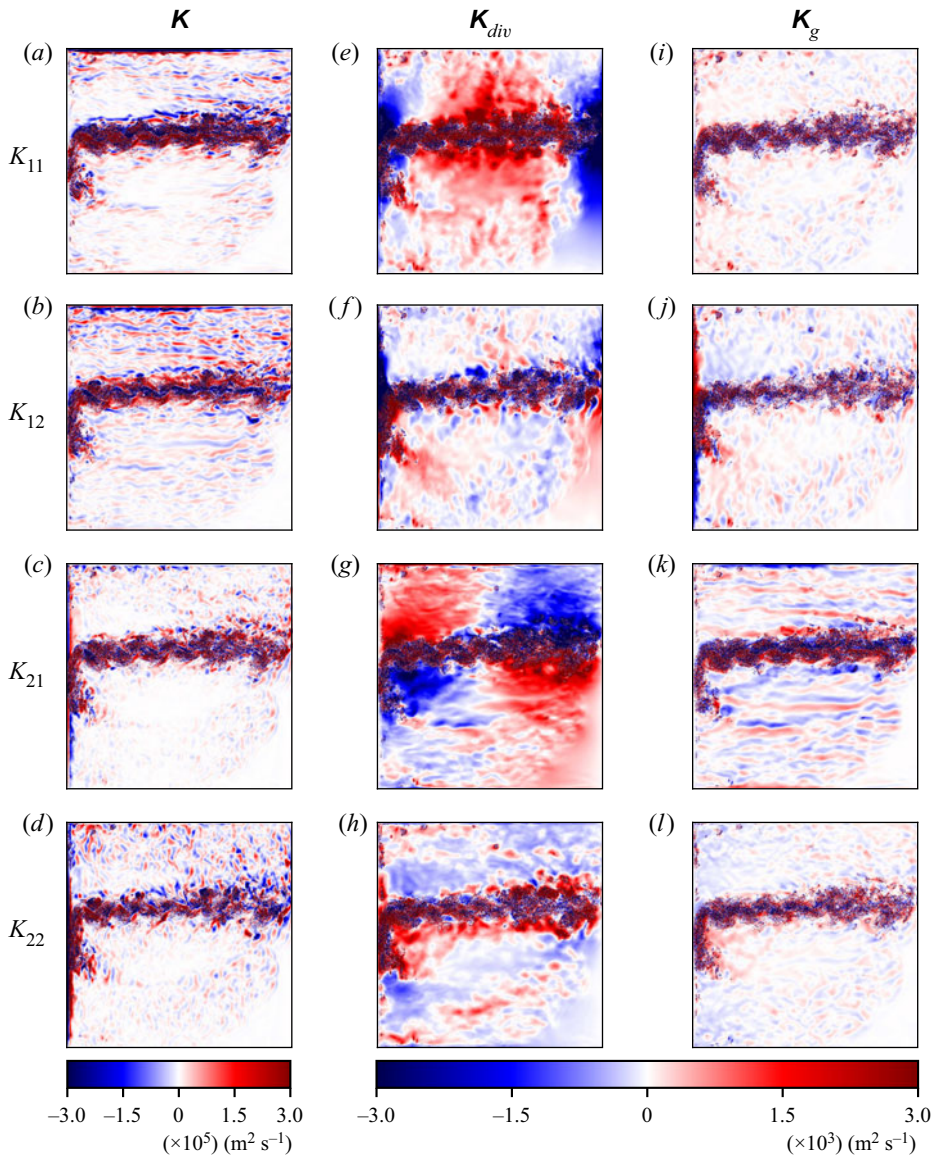 K K_div K_g
(a) (e) (i)
K_11
(b) (f) (j)
K_12
(c) (g) (k)
K_21
(d) (h) (l)
K_22
–3.0 –1.5 0 1.5 3.0 –3.0 –1.5 0 1.5 3.0
(×10^5) (m^2 s^–1) (×10^3) (m^2 s^–1)